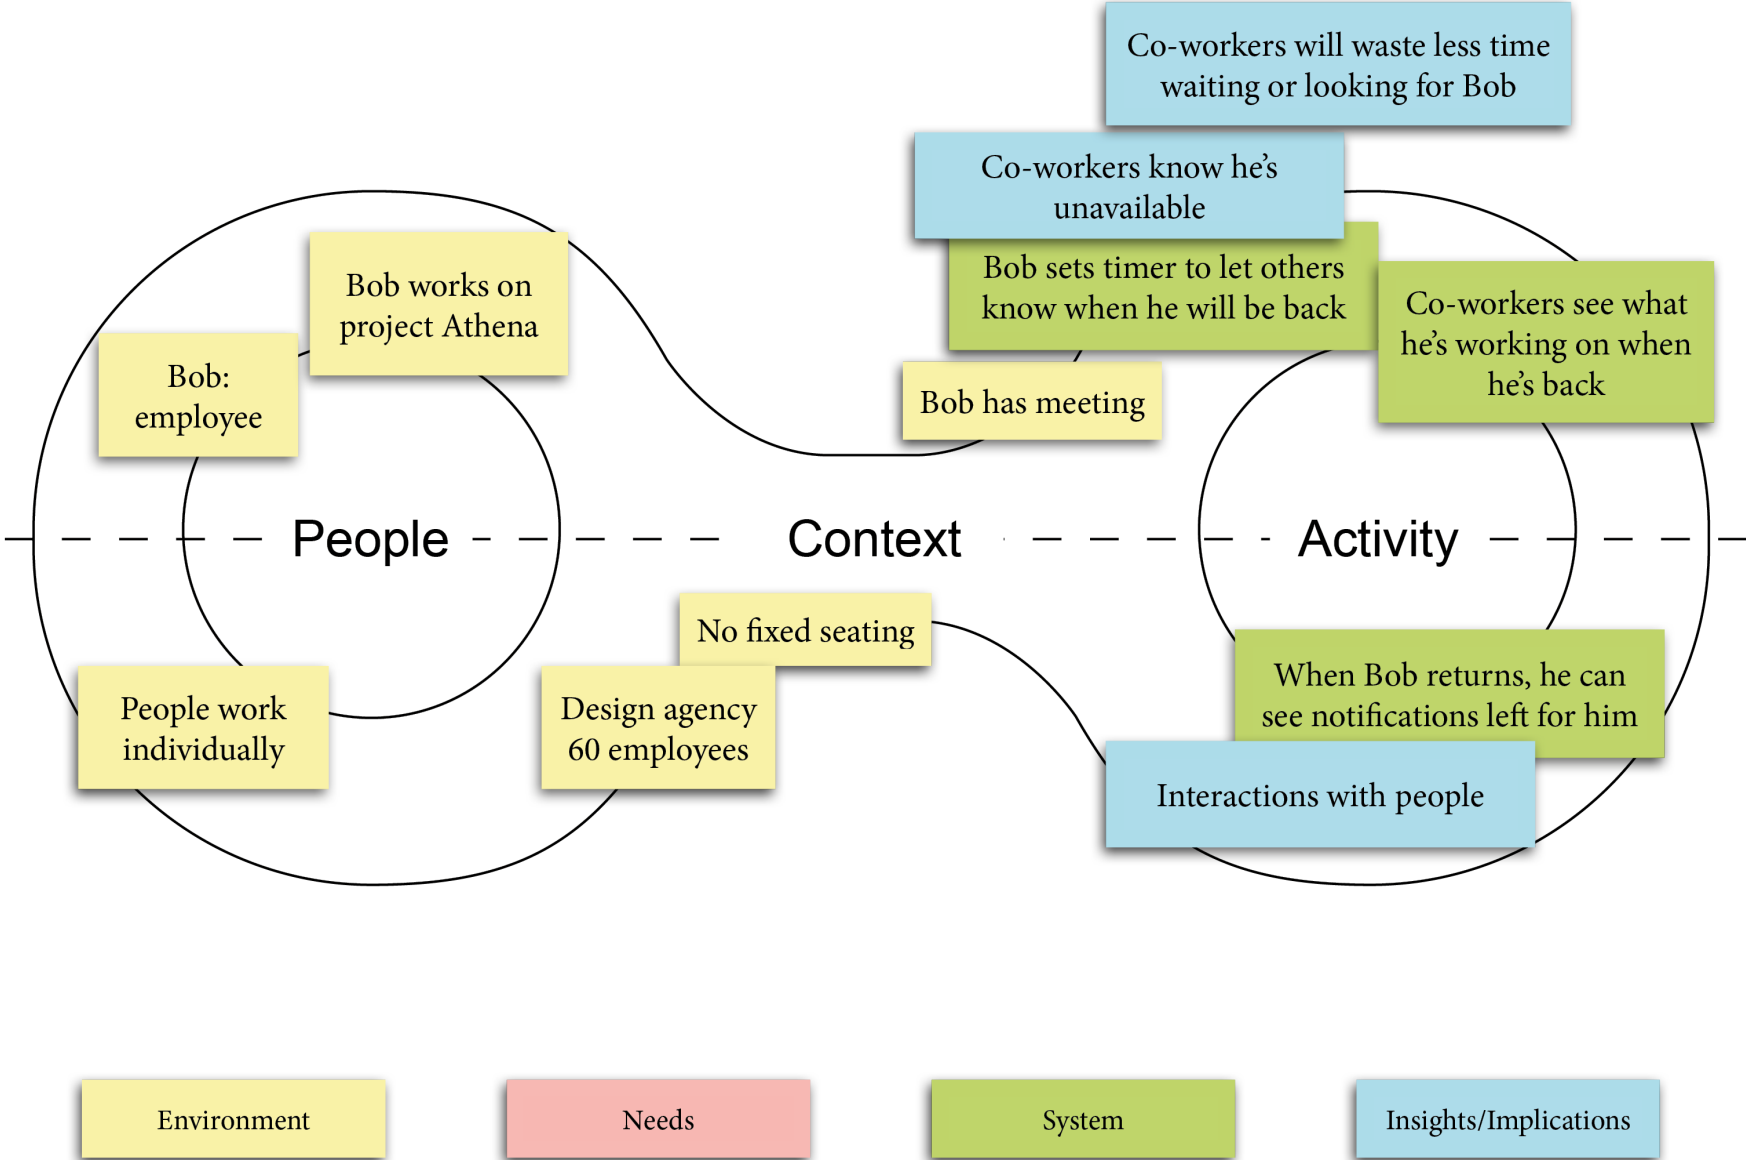 Co-workers will waste less time
waiting or looking for Bob
Co-workers know he’s
unavailable
Bob works on
project Athena
Bob sets timer to let others
know when he will be back
Co-workers see what
he’s working on when
he’s back
Bob:
employee
Bob has meeting
People
Context
Activity
No fixed seating
People work
individually
Design agency
60 employees
When Bob returns, he can
see notifications left for him
Interactions with people
Environment
Needs
System
Insights/Implications